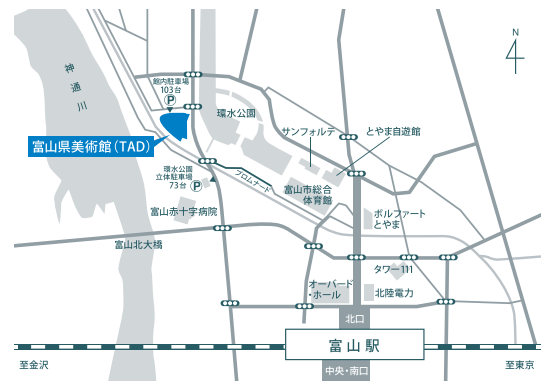 N
神通川
館内駐車場
103台
P
環水公園
サンフォルテ
とやま自遊館
富山県美術館(TAD)
環水公園
立体駐車場
73台
P
プロムナード
富山市総合
体育館
富山赤十字病院
ボルファート
とやま
富山北大橋
タワー111
オーバード
・ホール
北陸電力
北口
富山駅
至金沢
至東京
中央・南口